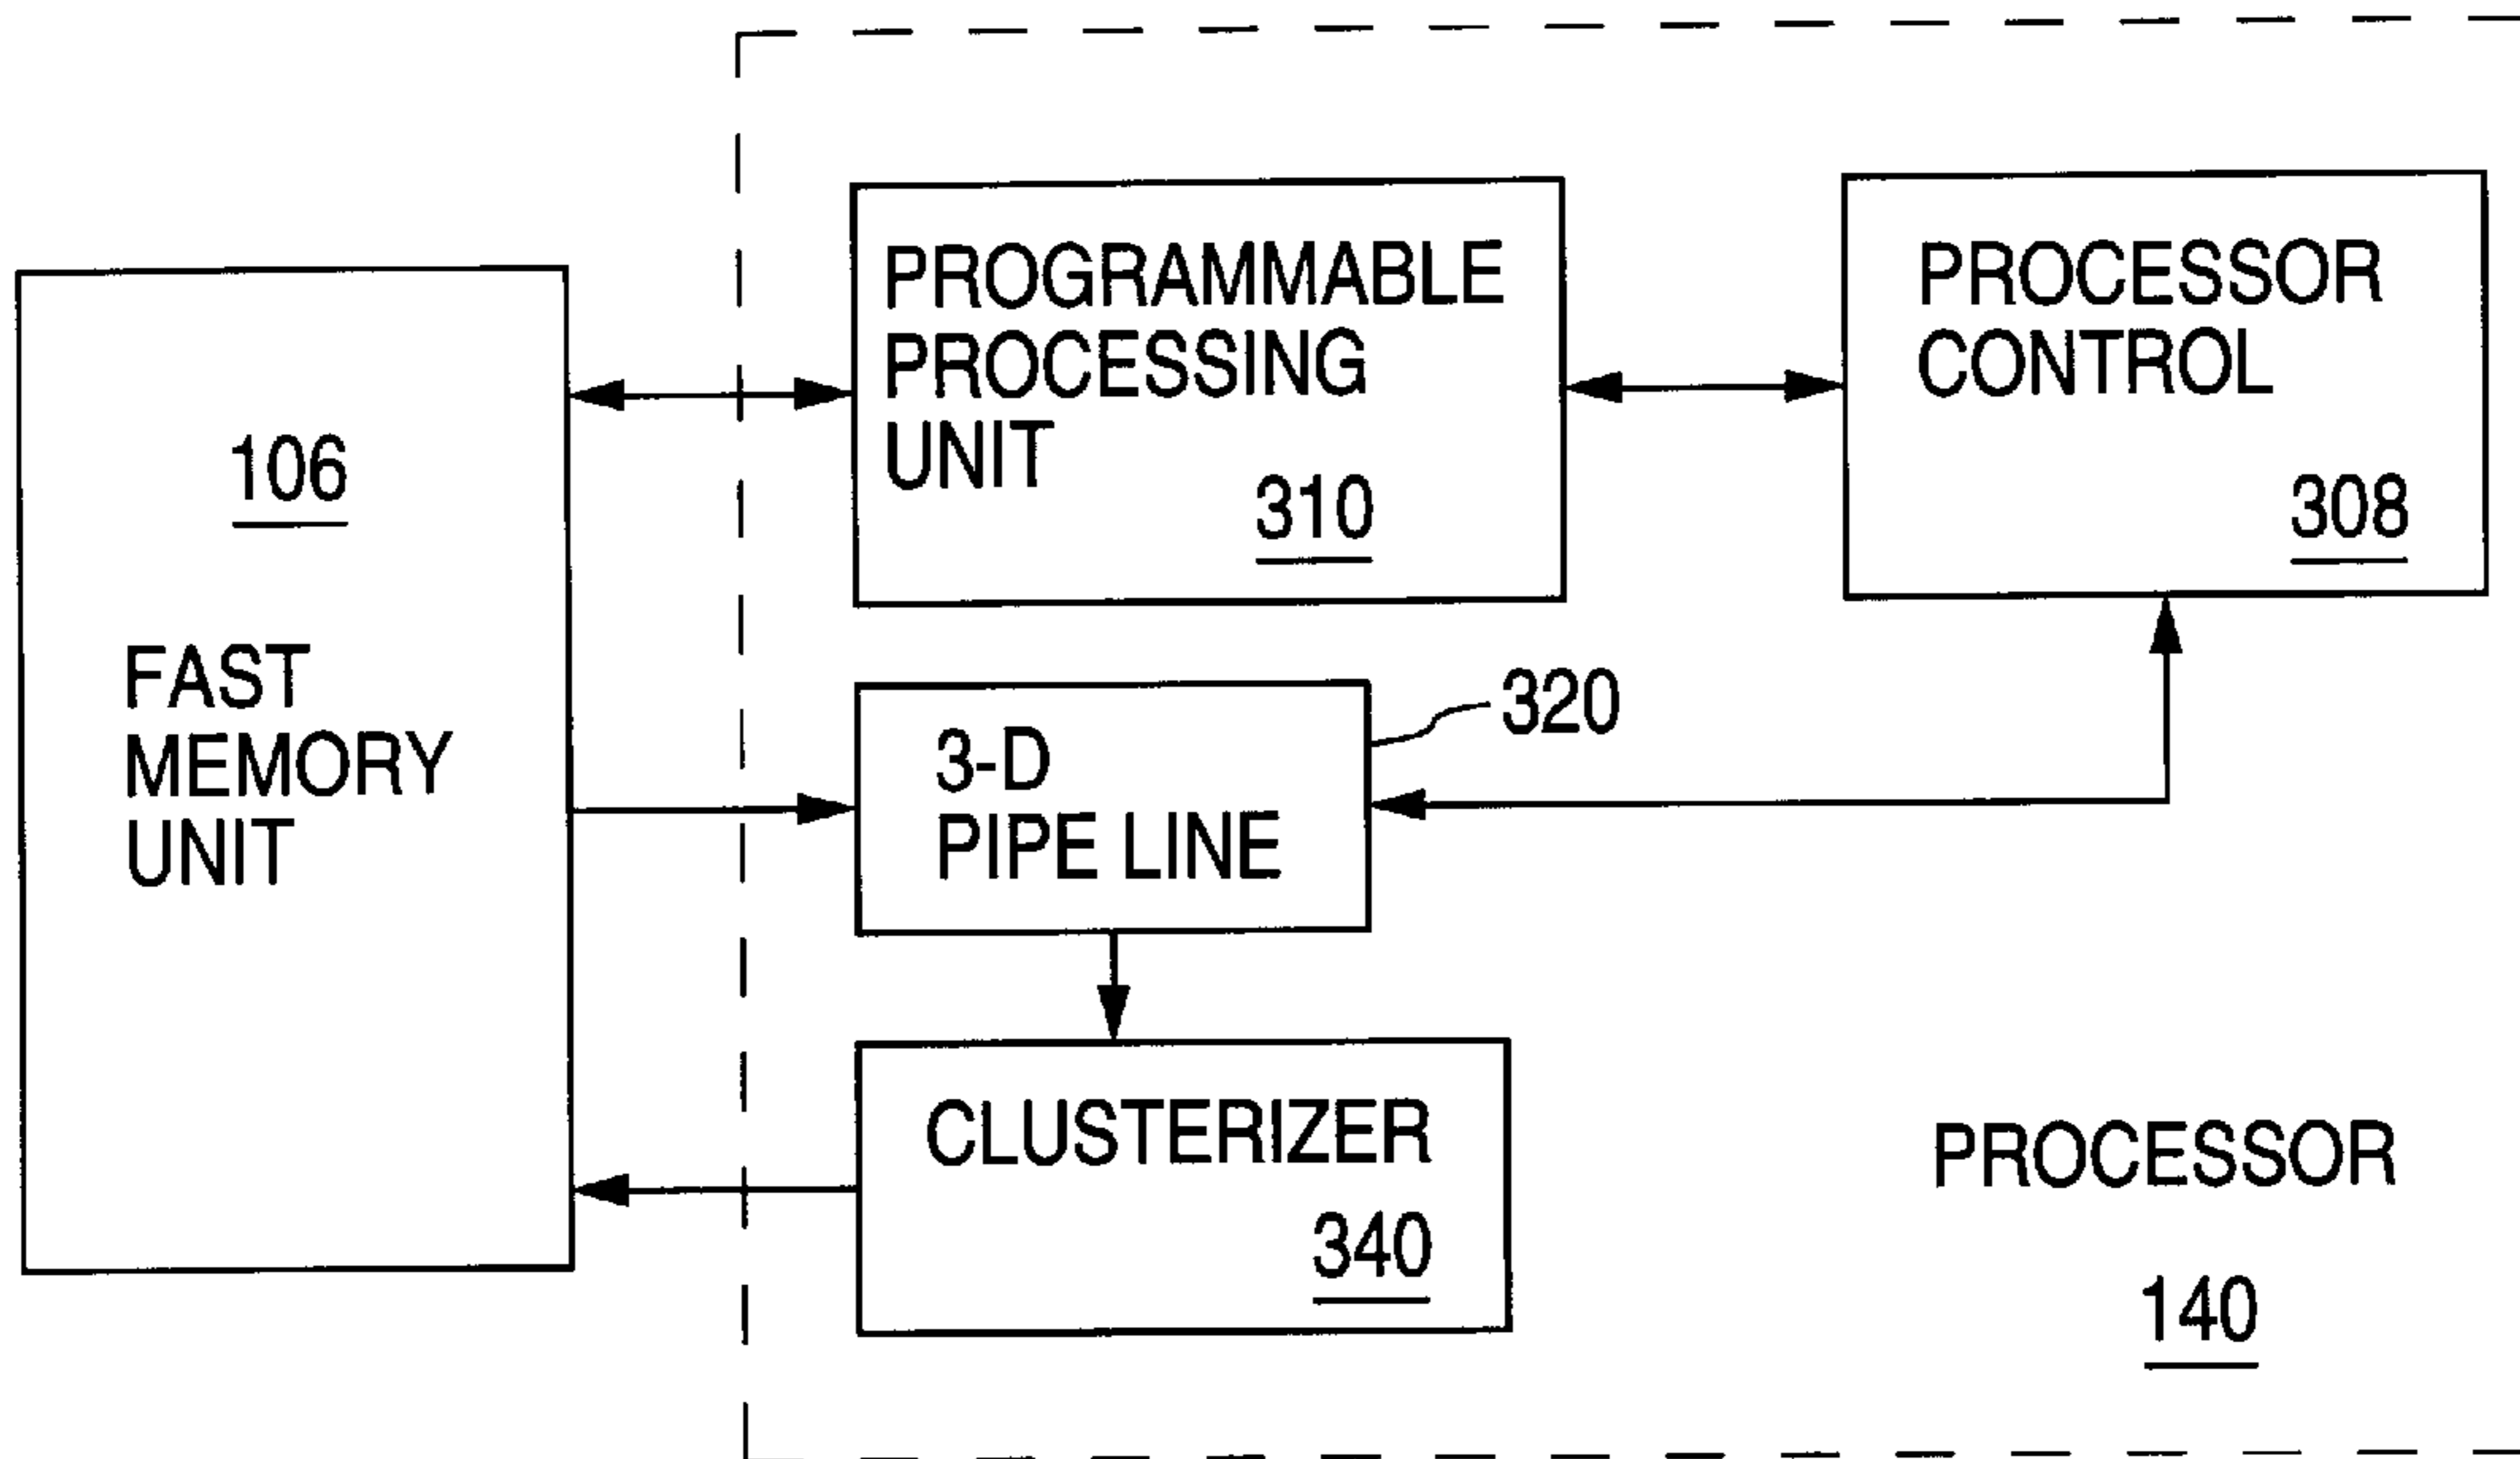 106
FAST
MEMORY
UNIT
PROGRAMMABLE
PROCESSING
UNIT
310
PROCESSOR
CONTROL
308
320
3-D
PIPE LINE
CLUSTERIZER
340
PROCESSOR
140